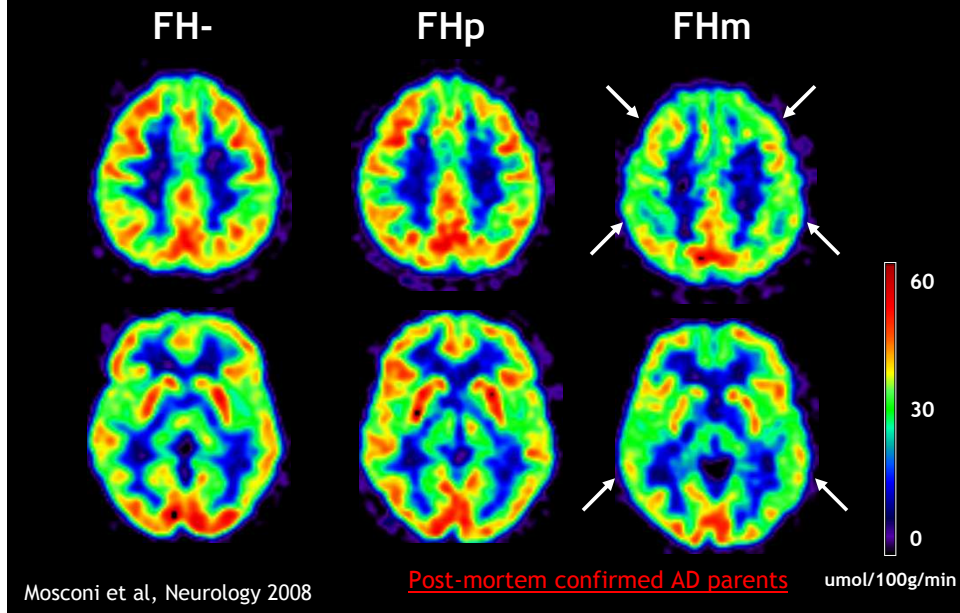 FH-
FHp
FHm
60
30
0
Mosconi et al, Neurology 2008
Post-mortem confirmed AD parents
umol/100g/min